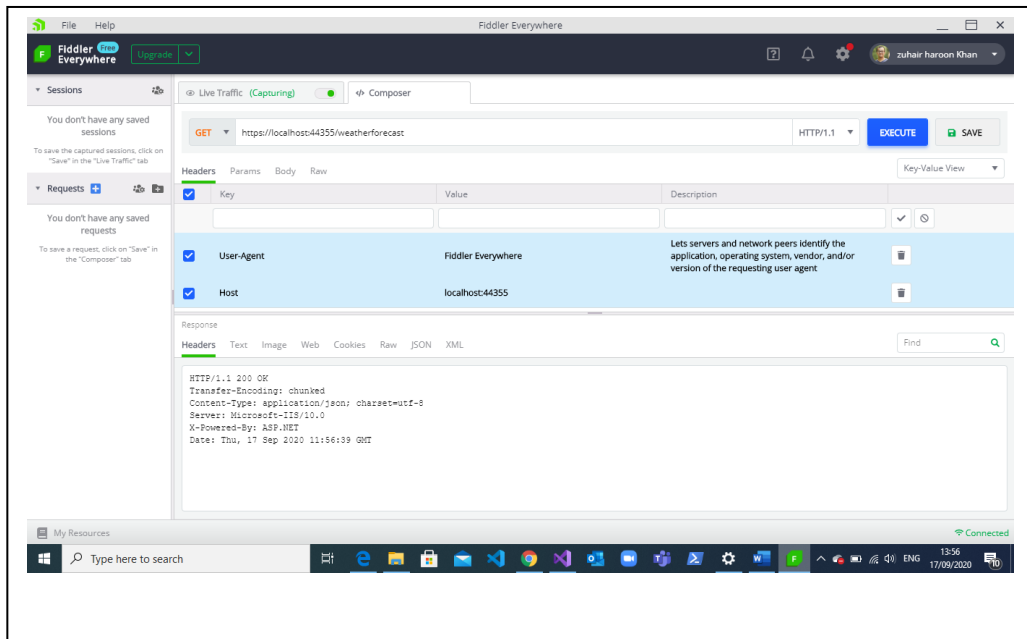 File Help Fiddler Everywhere
Fiddler Free
Everywhere
Upgrade
zuhair haroon Khan
Sessions
You don't have any saved
sessions
To save the captured sessions, click on
"Save" in the "Live Traffic" tab
Requests
You don't have any saved
requests
To save a request, click on "Save" in
the "Composer" tab
Live Traffic (Capturing) </> Composer
GET https://localhost:44355/weatherforecast HTTP/1.1 EXECUTE SAVE
Headers Params Body Raw Key-Value View
Key Value Description
User-Agent Fiddler Everywhere
Lets servers and network peers identify the
application, operating system, vendor, and/or
version of the requesting user agent
Host localhost:44355
Response
Headers Text Image Web Cookies Raw JSON XML Find
HTTP/1.1 200 OK
Transfer-Encoding: chunked
Content-Type: application/json; charset=utf-8
Server: Microsoft-IIS/10.0
X-Powered-By: ASP.NET
Date: Thu, 17 Sep 2020 11:56:39 GMT
My Resources Connected
Type here to search ENG 13:56
17/09/2020